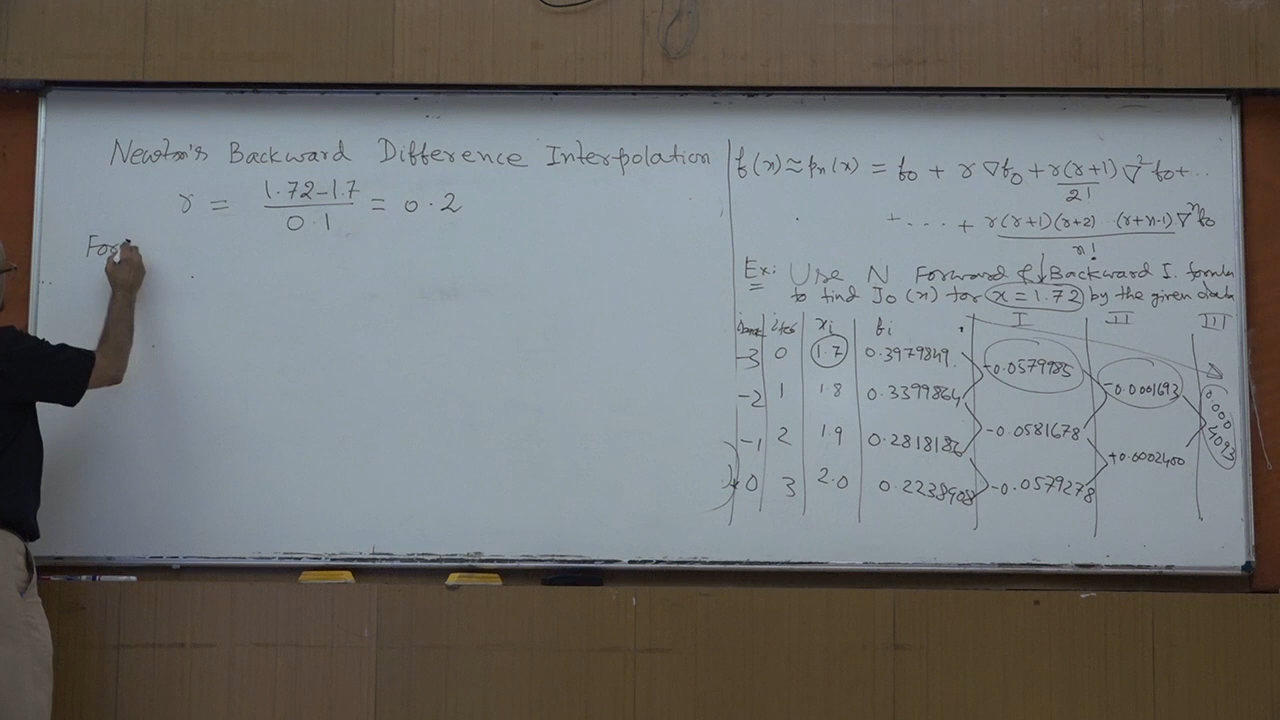 Newton's Backward Difference Interpolation
r = 1.72-1.7 / 0.1 = 0.2
For
f(x) ≈ pn(x) = f0 + r ∇f0 + r(r+1)/2! ∇²f0 + ...
+ .... + r(r+1)(r+2) (r+n-1)/n! ∇ⁿf0
Ex: Use N. Forward & Backward I. formula
to find J0(x) for x = 1.72 by the given data
xi fi I II III
-3 0 1.7 0.3979849 -0.0579985 -0.0001693 0.0004093
-2 1 1.8 0.3399864 -0.0581678 +0.0002400
-1 2 1.9 0.2818186 -0.0579278
0 3 2.0 0.2238908